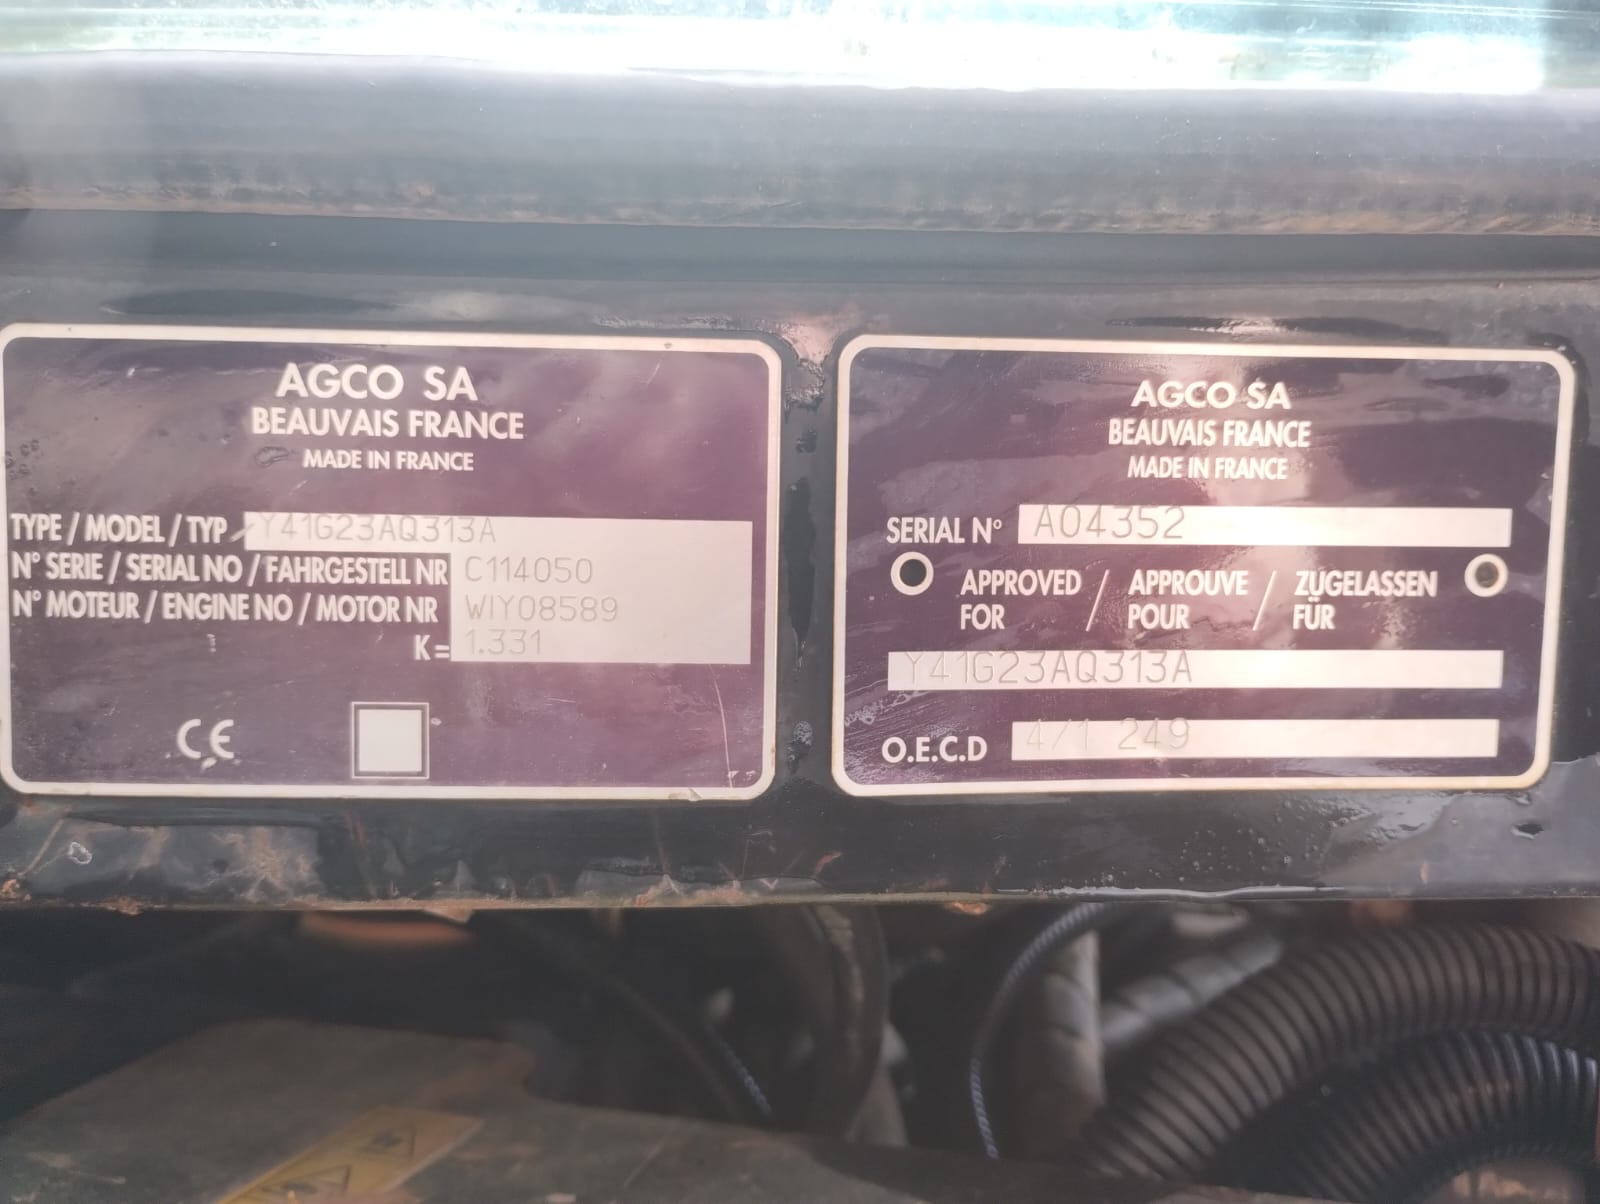 AGCO SA
BEAUVAIS FRANCE
MADE IN FRANCE
TYPE / MODEL / TYP Y41G23AQ313A
N° SERIE / SERIAL NO / FAHRGESTELL NR C114050
N° MOTEUR / ENGINE NO / MOTOR NR WIY08589
K = 1.331
CE
AGCO SA
BEAUVAIS FRANCE
MADE IN FRANCE
SERIAL N° A04352
APPROVED / APPROUVE / ZUGELASSEN
FOR POUR FÜR
Y41G23AQ313A
O.E.C.D 4/1 249